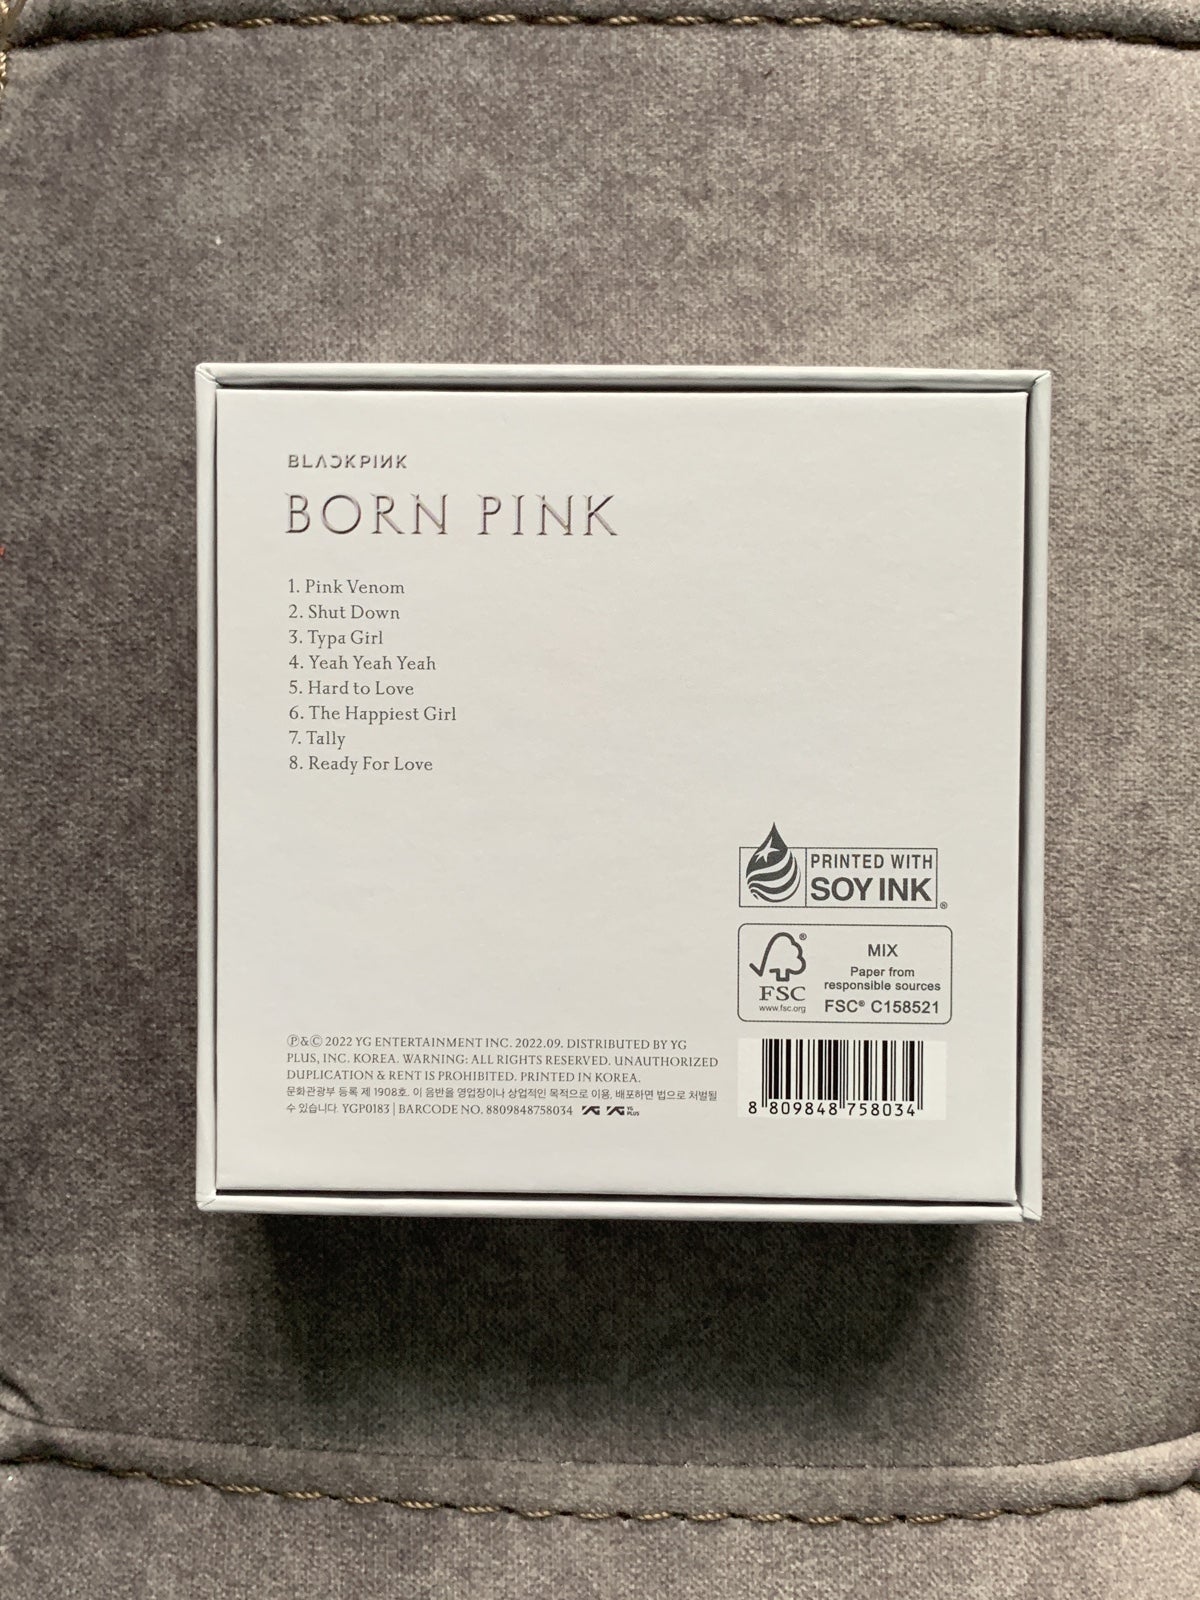 BLACKPINK
BORN PINK
1. Pink Venom
2. Shut Down
3. Typa Girl
4. Yeah Yeah Yeah
5. Hard to Love
6. The Happiest Girl
7. Tally
8. Ready For Love
PRINTED WITH
SOY INK®
FSC®
www.fsc.org
MIX
Paper from
responsible sources
FSC® C158521
Ⓟ&Ⓒ 2022 YG ENTERTAINMENT INC. 2022.09. DISTRIBUTED BY YG
PLUS, INC. KOREA. WARNING: ALL RIGHTS RESERVED. UNAUTHORIZED
DUPLICATION & RENT IS PROHIBITED. PRINTED IN KOREA.
문화관광부 등록 제 1908호. 이 음반을 영업장이나 상업적인 목적으로 이용, 배포하면 법으로 처벌될
수 있습니다. YGP0183 | BARCODE NO. 8809848758034 YG YG YG PLUS
8 809848 758034